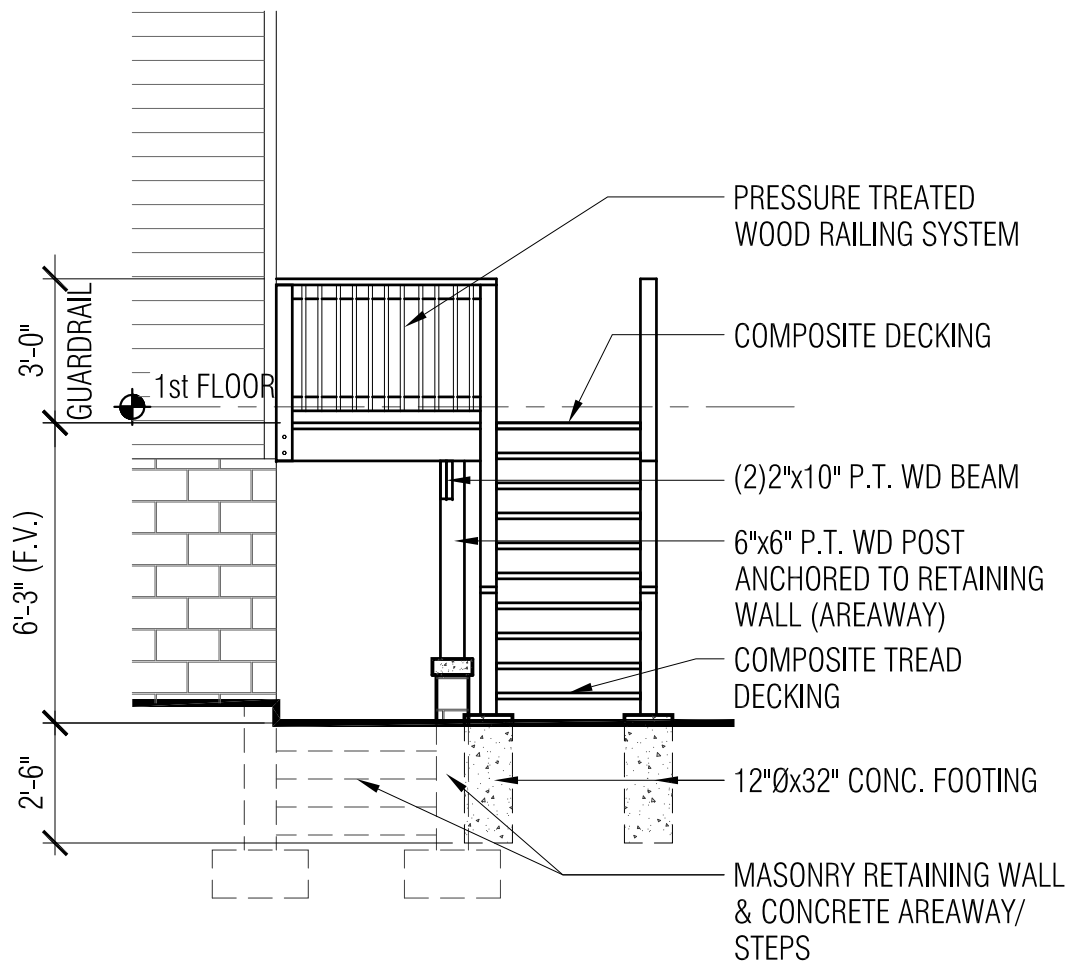 PRESSURE TREATED
WOOD RAILING SYSTEM
3'-0"
GUARDRAIL
COMPOSITE DECKING
1st FLOOR
(2)2"x10" P.T. WD BEAM
6'-3" (F.V.)
6"x6" P.T. WD POST
ANCHORED TO RETAINING
WALL (AREAWAY)
COMPOSITE TREAD
DECKING
2'-6"
12"Øx32" CONC. FOOTING
MASONRY RETAINING WALL
& CONCRETE AREAWAY/
STEPS